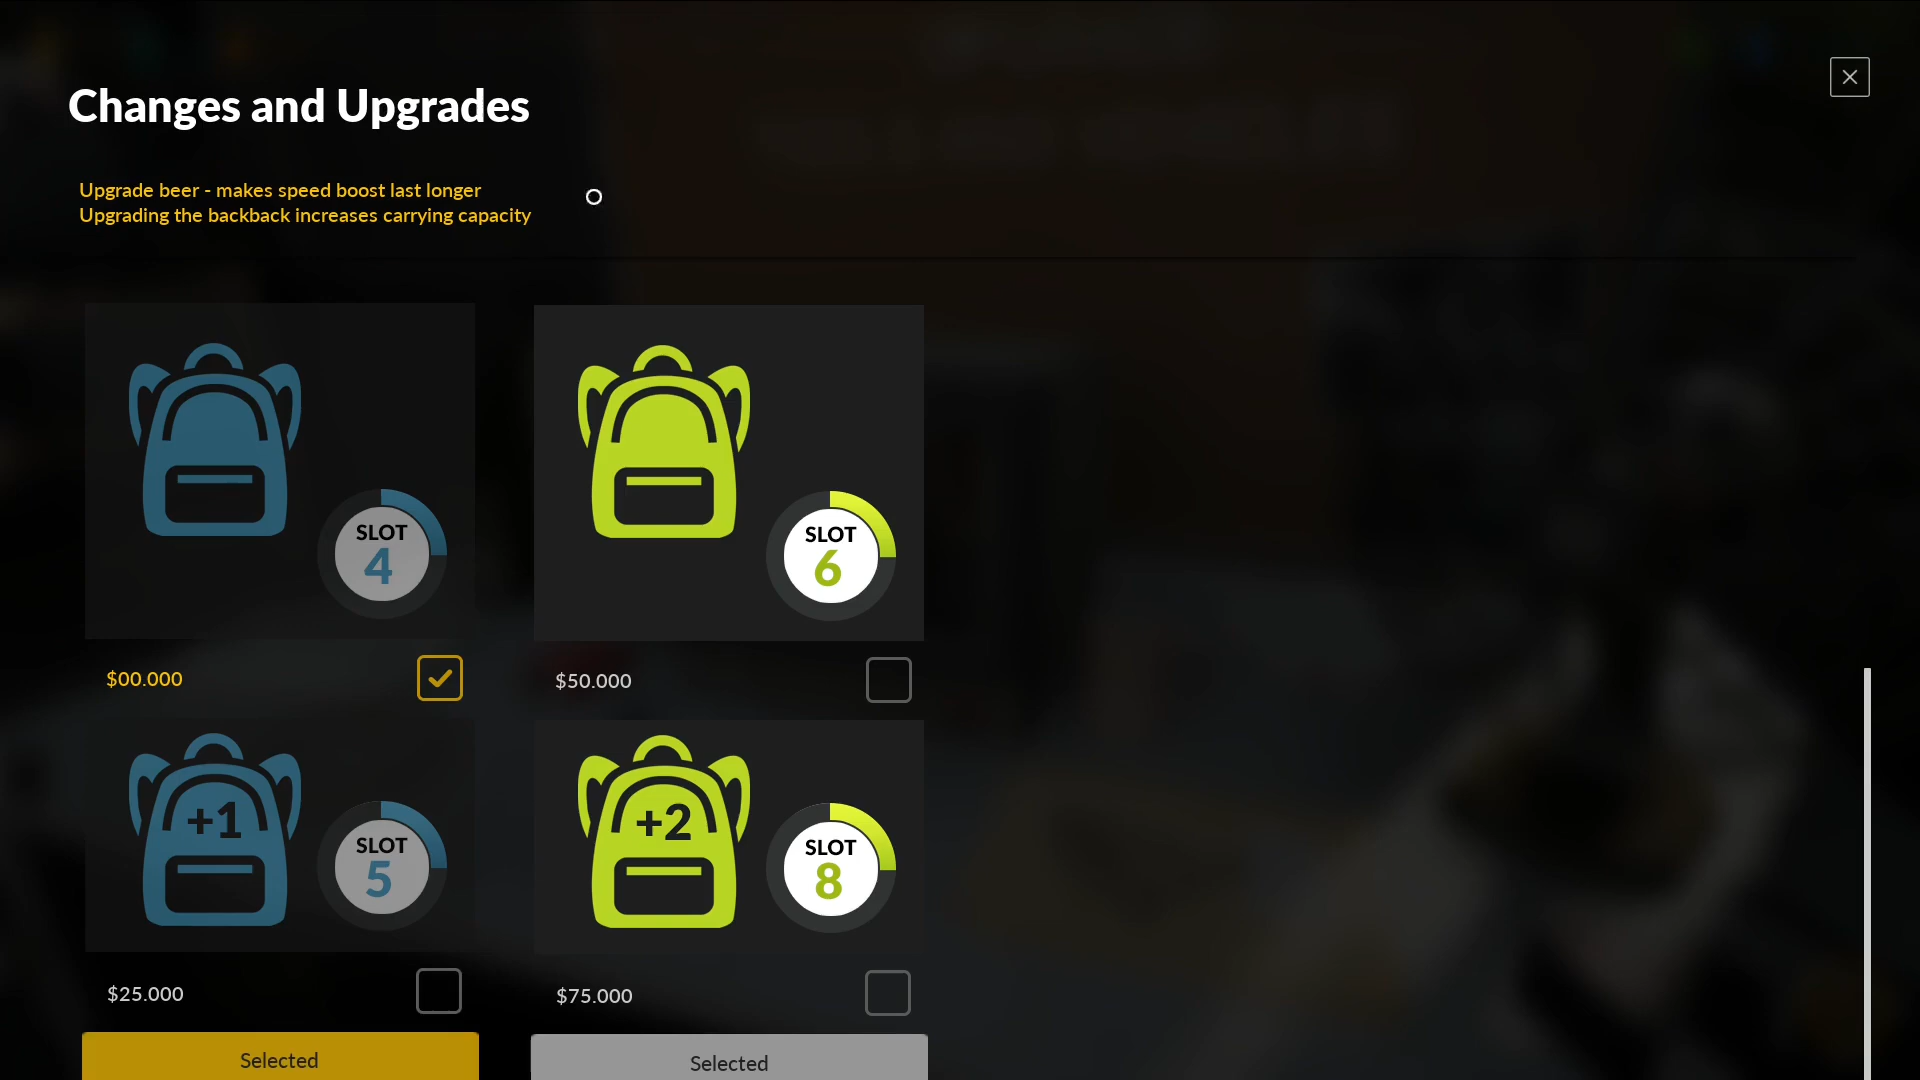 Changes and Upgrades
Upgrade beer - makes speed boost last longer
Upgrading the backback increases carrying capacity
SLOT
4
SLOT
6
$00.000
$50.000
+1
SLOT
5
+2
SLOT
8
$25.000
$75.000
Selected
Selected